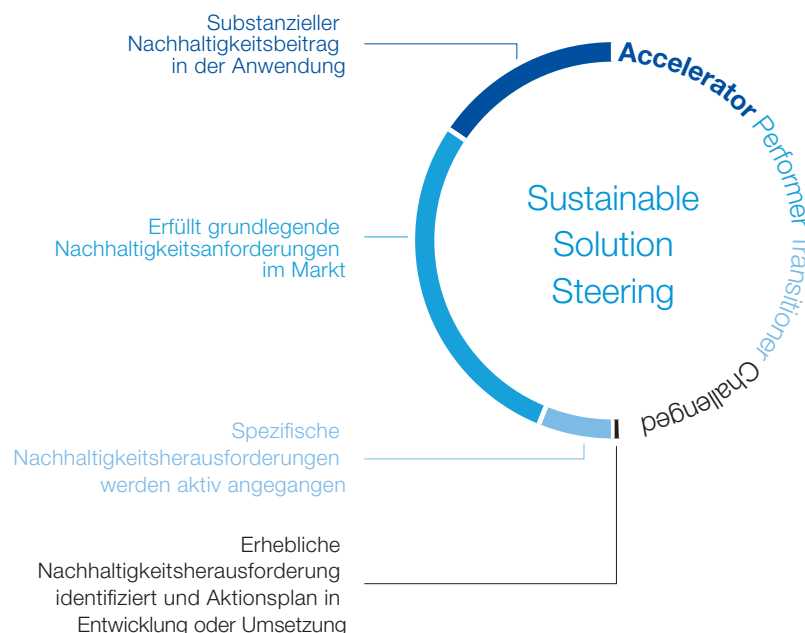 Substanzieller
Nachhaltigkeitsbeitrag
in der Anwendung
Erfüllt grundlegende
Nachhaltigkeitsanforderungen
im Markt
Spezifische
Nachhaltigkeitsherausforderungen
werden aktiv angegangen
Erhebliche
Nachhaltigkeitsherausforderung
identifiziert und Aktionsplan in
Entwicklung oder Umsetzung
Sustainable
Solution
Steering
Accelerator Performer Transitioner Challenged